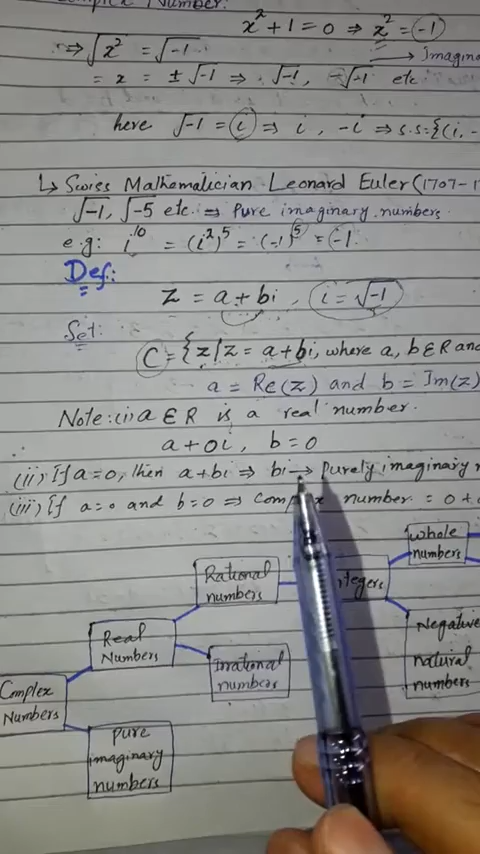 Complex Number:
x² + 1 = 0 ⇒ x² = -1
⇒ √x² = √-1 → Imagina
= x = ± √-1 ⇒ √-1 , -√-1 etc
here √-1 = i ⇒ i , -i ⇒ s.s={(i, -
↳ Swiss Mathematician Leonard Euler (1707-1
√-1 , √-5 etc ⇒ Pure imaginary numbers
e.g: i¹⁰ = (i²)⁵ = (-1)⁵ = -1
Def:
Z = a + bi , i = √-1
Set:
C = {z/z = a+bi, where a, b ∈ R and
a = Re(z) and b = Im(z)
Note: (i) a ∈ R is a real number.
a + 0i , b = 0
(ii) If a=0, then a+bi ⇒ bi → Purely imaginary n
(iii) If a=0 and b=0 ⇒ complex number = 0 +
Whole numbers
Rational numbers
ntegers
Real Numbers
Irrational numbers
Negative natural numbers
Complex Numbers
Pure imaginary numbers